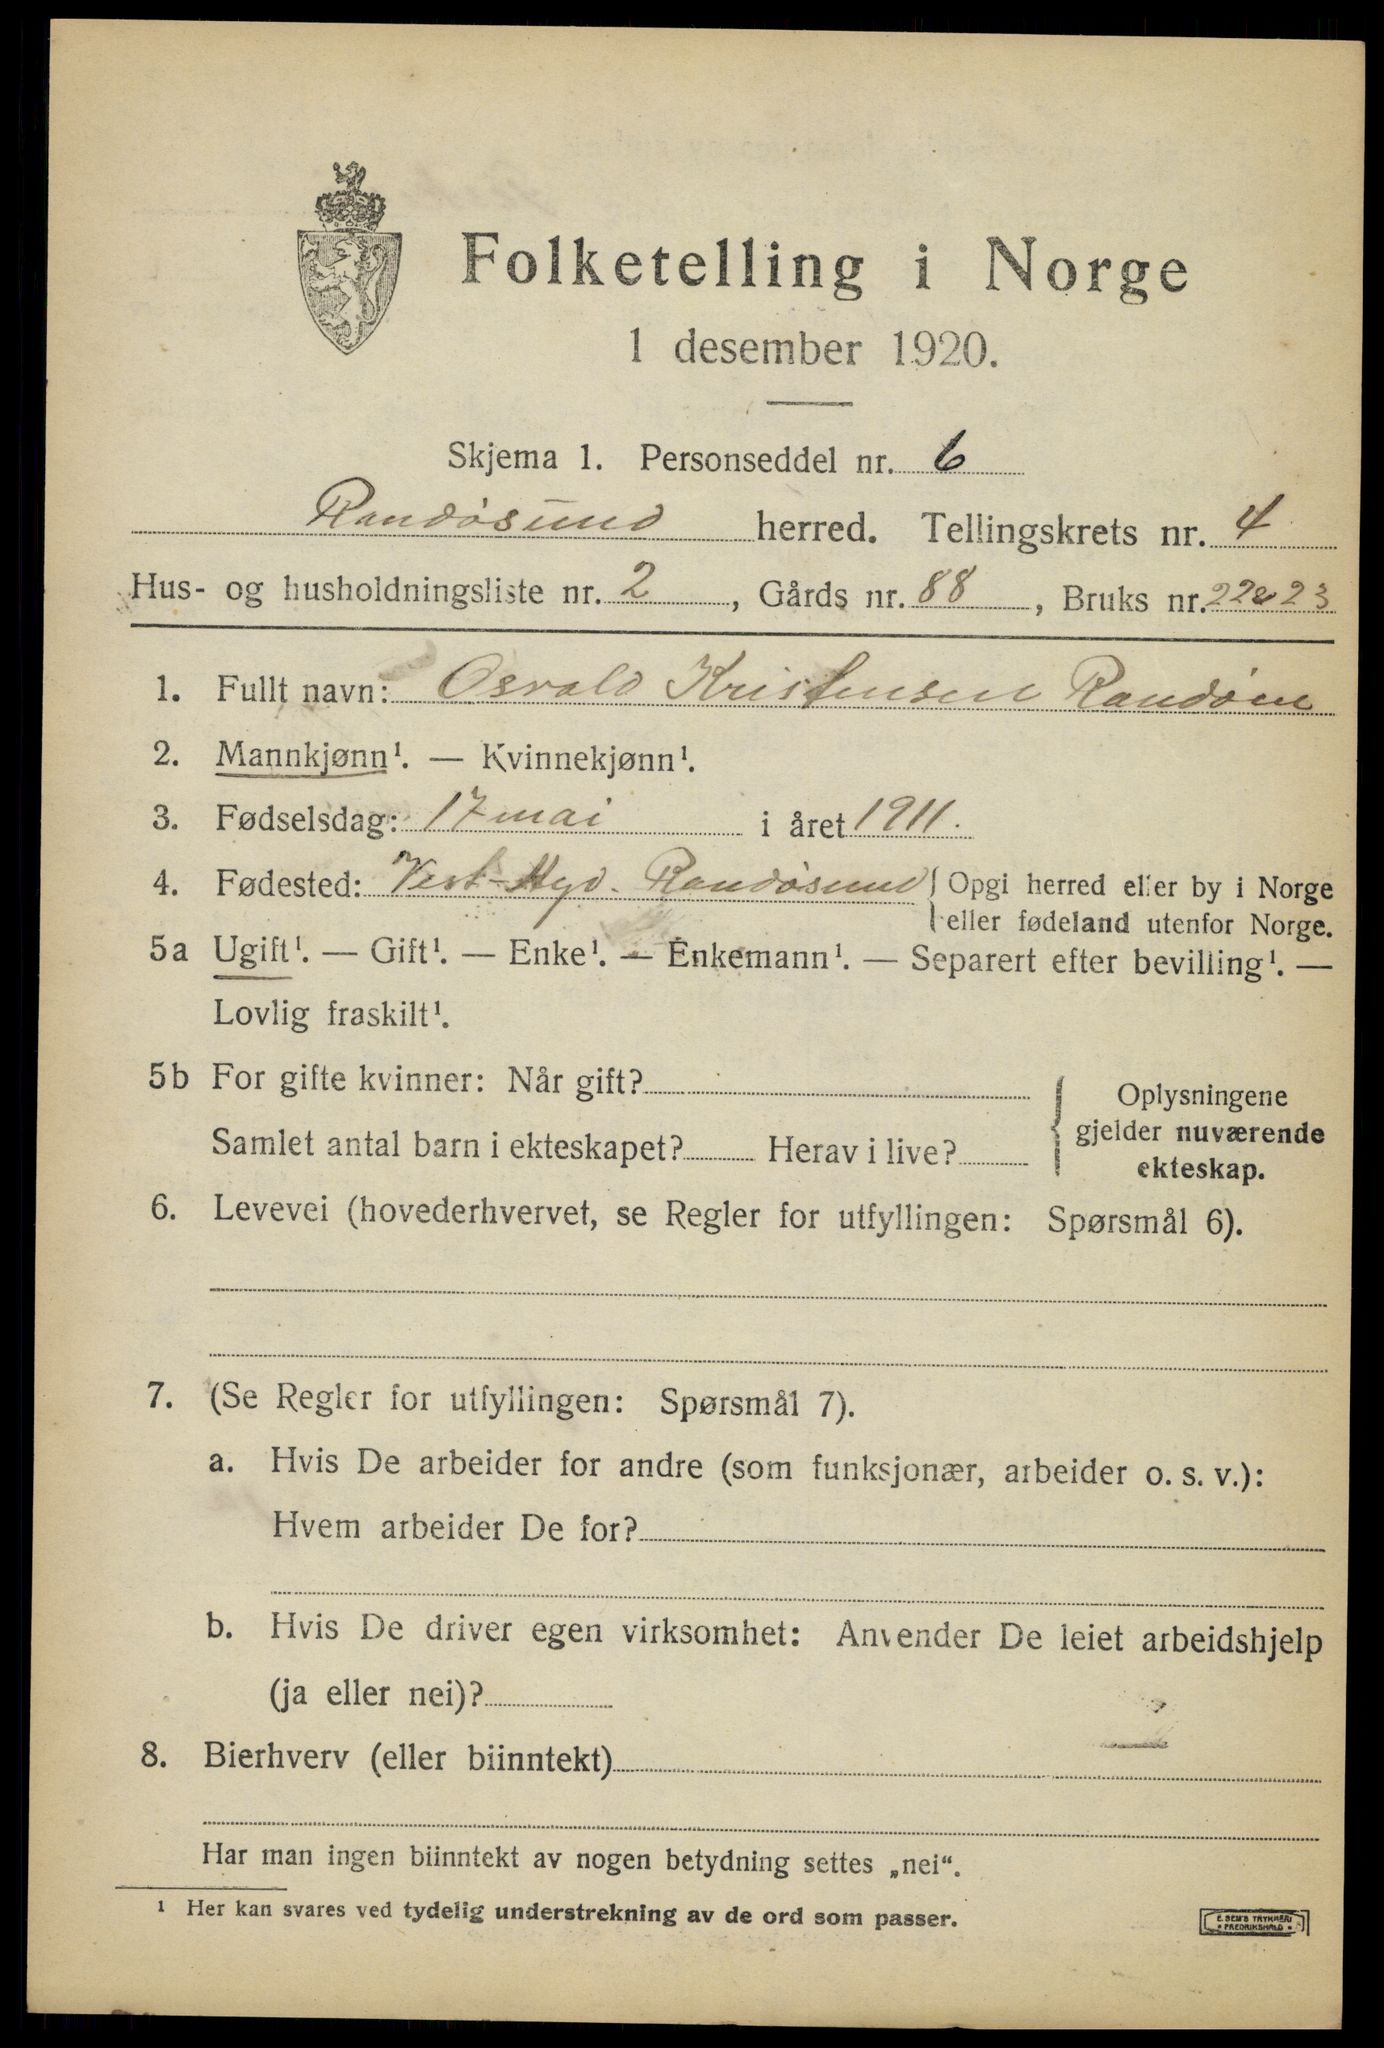 Folketelling i Norge
1 desember 1920.
Skjema 1. Personseddel nr. 6
Randøsund herred. Tellingskrets nr. 4
Hus- og husholdningsliste nr. 2, Gårds nr. 88, Bruks nr. 22&23
1. Fullt navn: Osvald Kristensen Randøen
2. Mannkjønn¹. — Kvinnekjønn¹.
3. Fødselsdag: 17 mai i året 1911.
4. Fødested: Vest-Agd. Randøsund { Opgi herred eller by i Norge
eller fødeland utenfor Norge.
5a Ugift¹. — Gift¹. — Enke¹. — Enkemann¹. — Separert efter bevilling¹. —
Lovlig fraskilt¹.
5b For gifte kvinner: Når gift?
Samlet antal barn i ekteskapet? Herav i live?
Oplysningene
gjelder nuværende
ekteskap.
6. Levevei (hovederhvervet, se Regler for utfyllingen: Spørsmål 6).
7. (Se Regler for utfyllingen: Spørsmål 7).
a. Hvis De arbeider for andre (som funksjonær, arbeider o. s. v.):
Hvem arbeider De for?
b. Hvis De driver egen virksomhet: Anvender De leiet arbeidshjelp
(ja eller nei)?
8. Bierhverv (eller biinntekt)
Har man ingen biinntekt av nogen betydning settes „nei“.
¹ Her kan svares ved tydelig understrekning av de ord som passer.
E. SEM'S TRYKKERI
FREDRIKSHALD